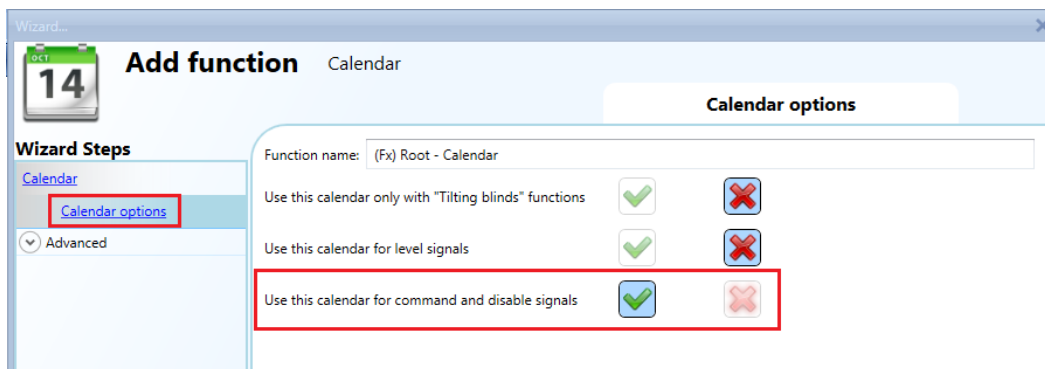 Wizard...
OCT
14
Add function Calendar
Calendar options
Wizard Steps
Calendar
Calendar options
Advanced
Function name: (Fx) Root - Calendar
Use this calendar only with "Tilting blinds" functions
Use this calendar for level signals
Use this calendar for command and disable signals